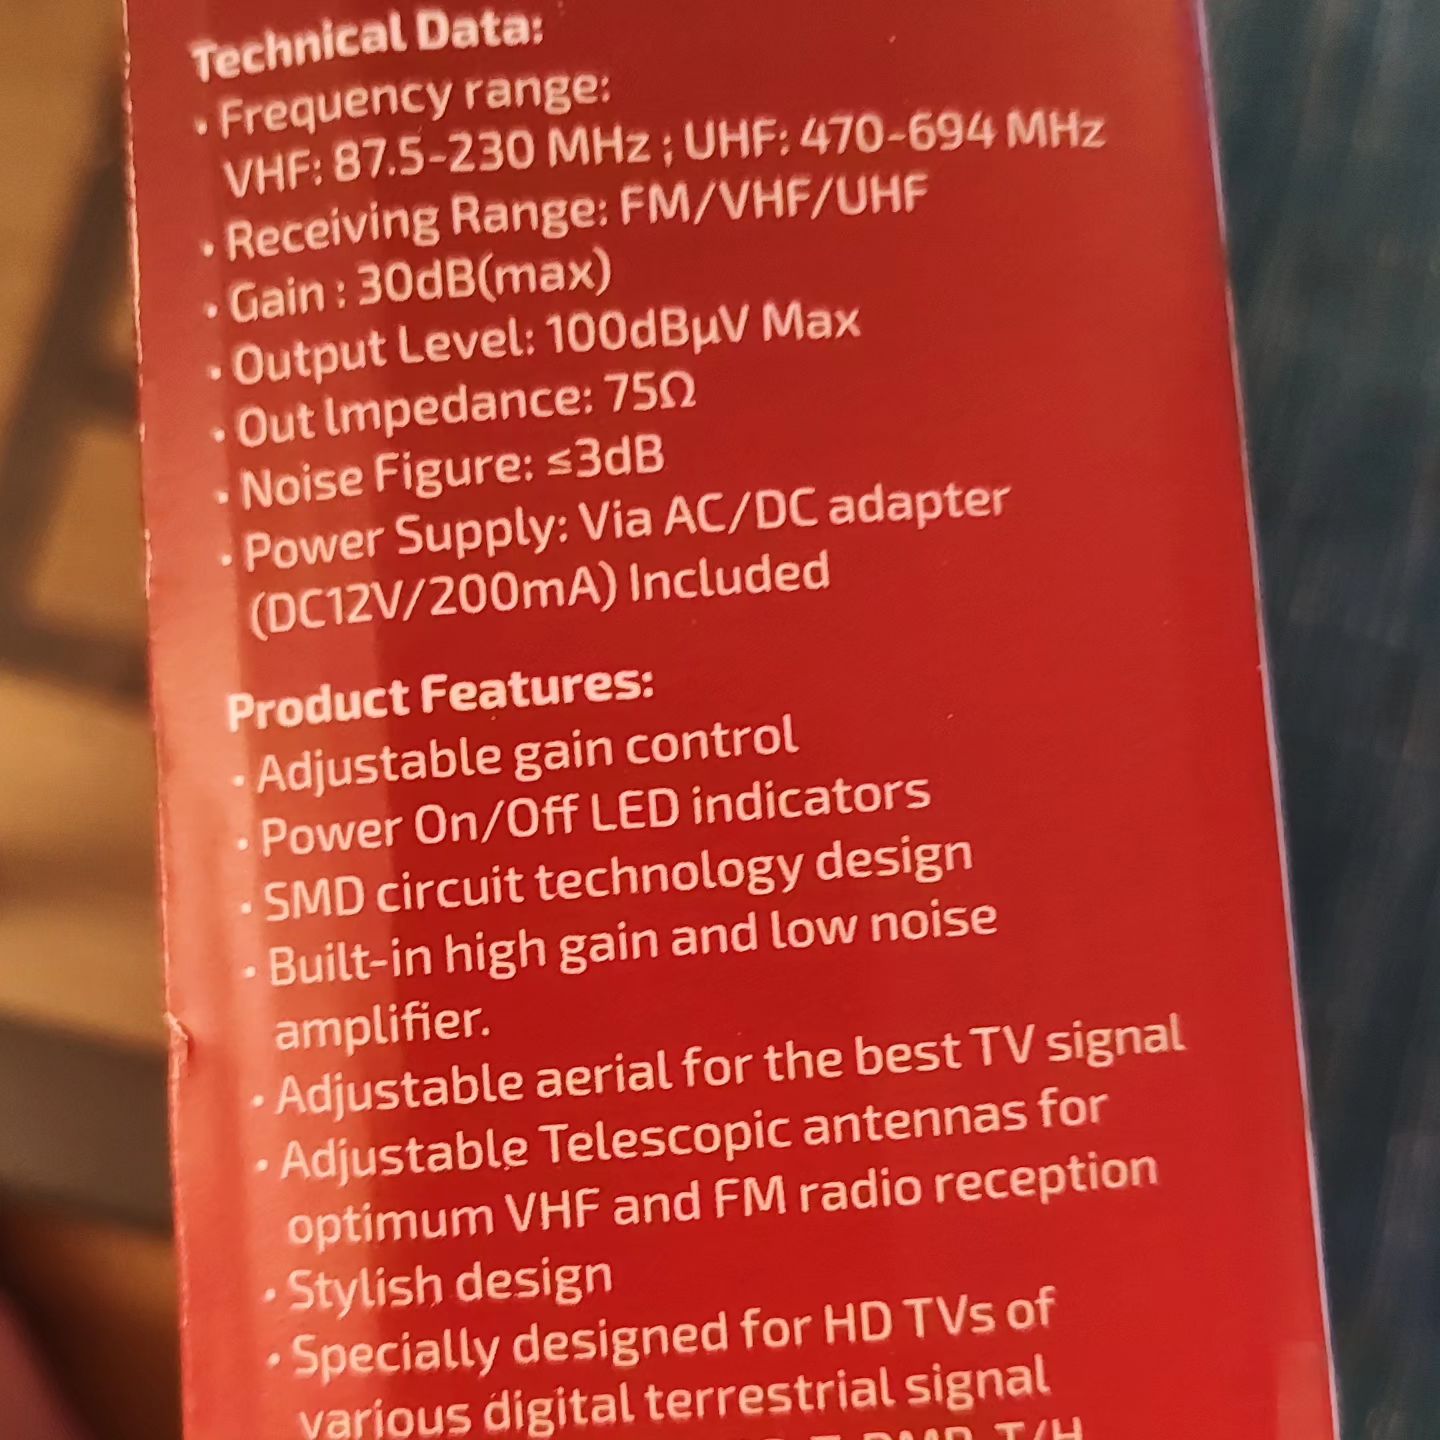 Technical Data:
• Frequency range:
VHF: 87.5-230 MHz ; UHF: 470-694 MHz
• Receiving Range: FM/VHF/UHF
• Gain : 30dB(max)
• Output Level: 100dBµV Max
• Out Impedance: 75Ω
• Noise Figure: ≤3dB
• Power Supply: Via AC/DC adapter
(DC12V/200mA) Included
Product Features:
• Adjustable gain control
• Power On/Off LED indicators
• SMD circuit technology design
• Built-in high gain and low noise
amplifier.
• Adjustable aerial for the best TV signal
• Adjustable Telescopic antennas for
optimum VHF and FM radio reception
• Stylish design
• Specially designed for HD TVs of
various digital terrestrial signal